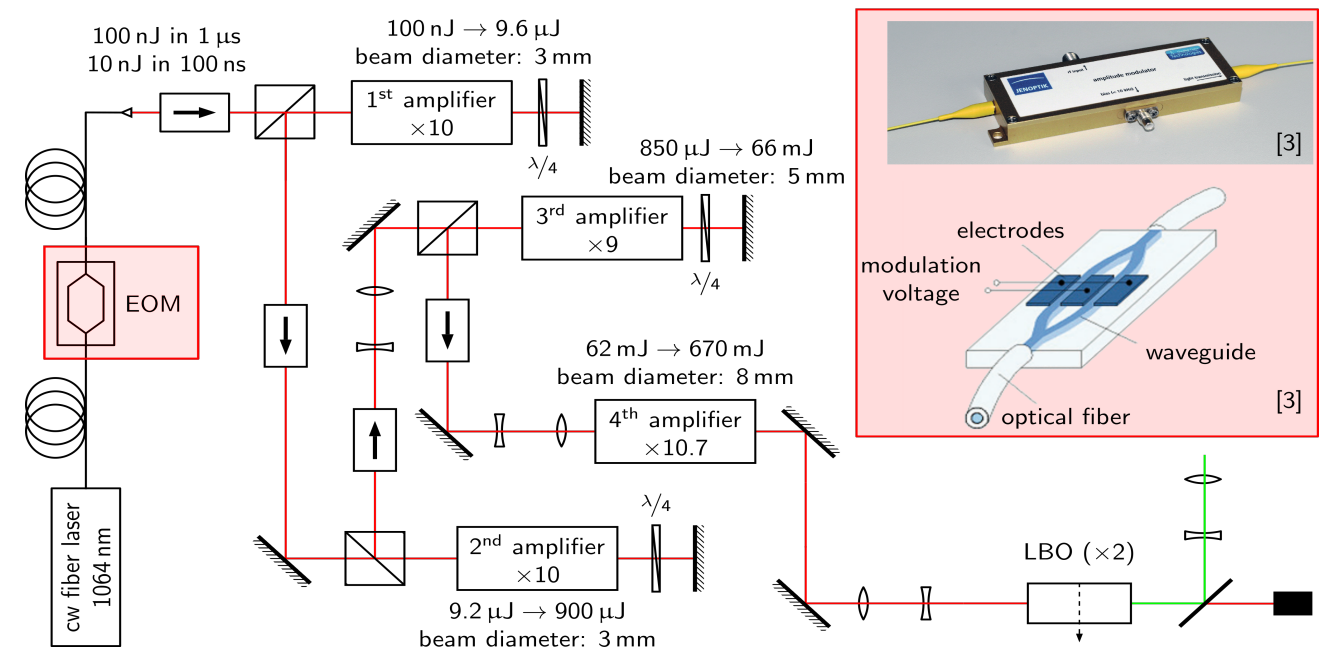 100 nJ in 1 µs
10 nJ in 100 ns
100 nJ → 9.6 µJ
beam diameter: 3 mm
1st amplifier
×10
λ/4
850 µJ → 66 mJ
beam diameter: 5 mm
3rd amplifier
×9
λ/4
EOM
62 mJ → 670 mJ
beam diameter: 8 mm
4th amplifier
×10.7
cw fiber laser
1064 nm
λ/4
2nd amplifier
×10
9.2 µJ → 900 µJ
beam diameter: 3 mm
LBO (×2)
JENOPTIK
rf input
amplitude modulator
[3]
electrodes
modulation
voltage
waveguide
optical fiber
[3]